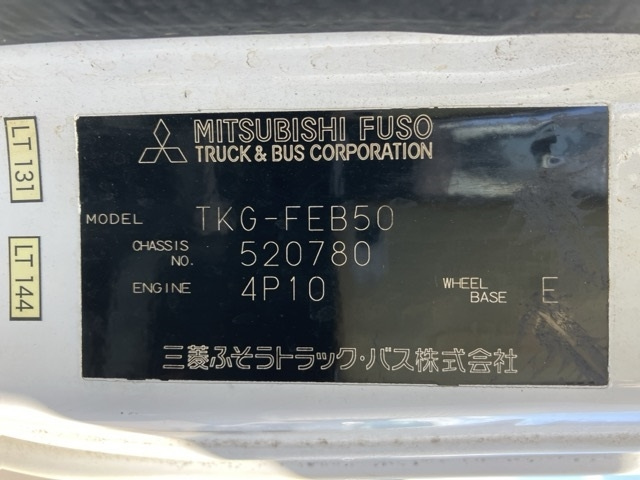 MITSUBISHI FUSO
TRUCK & BUS CORPORATION
LT 131
MODEL TKG-FEB50
CHASSIS NO. 520780
LT 144
ENGINE 4P10 WHEEL BASE E
三菱ふそうトラック・バス株式会社